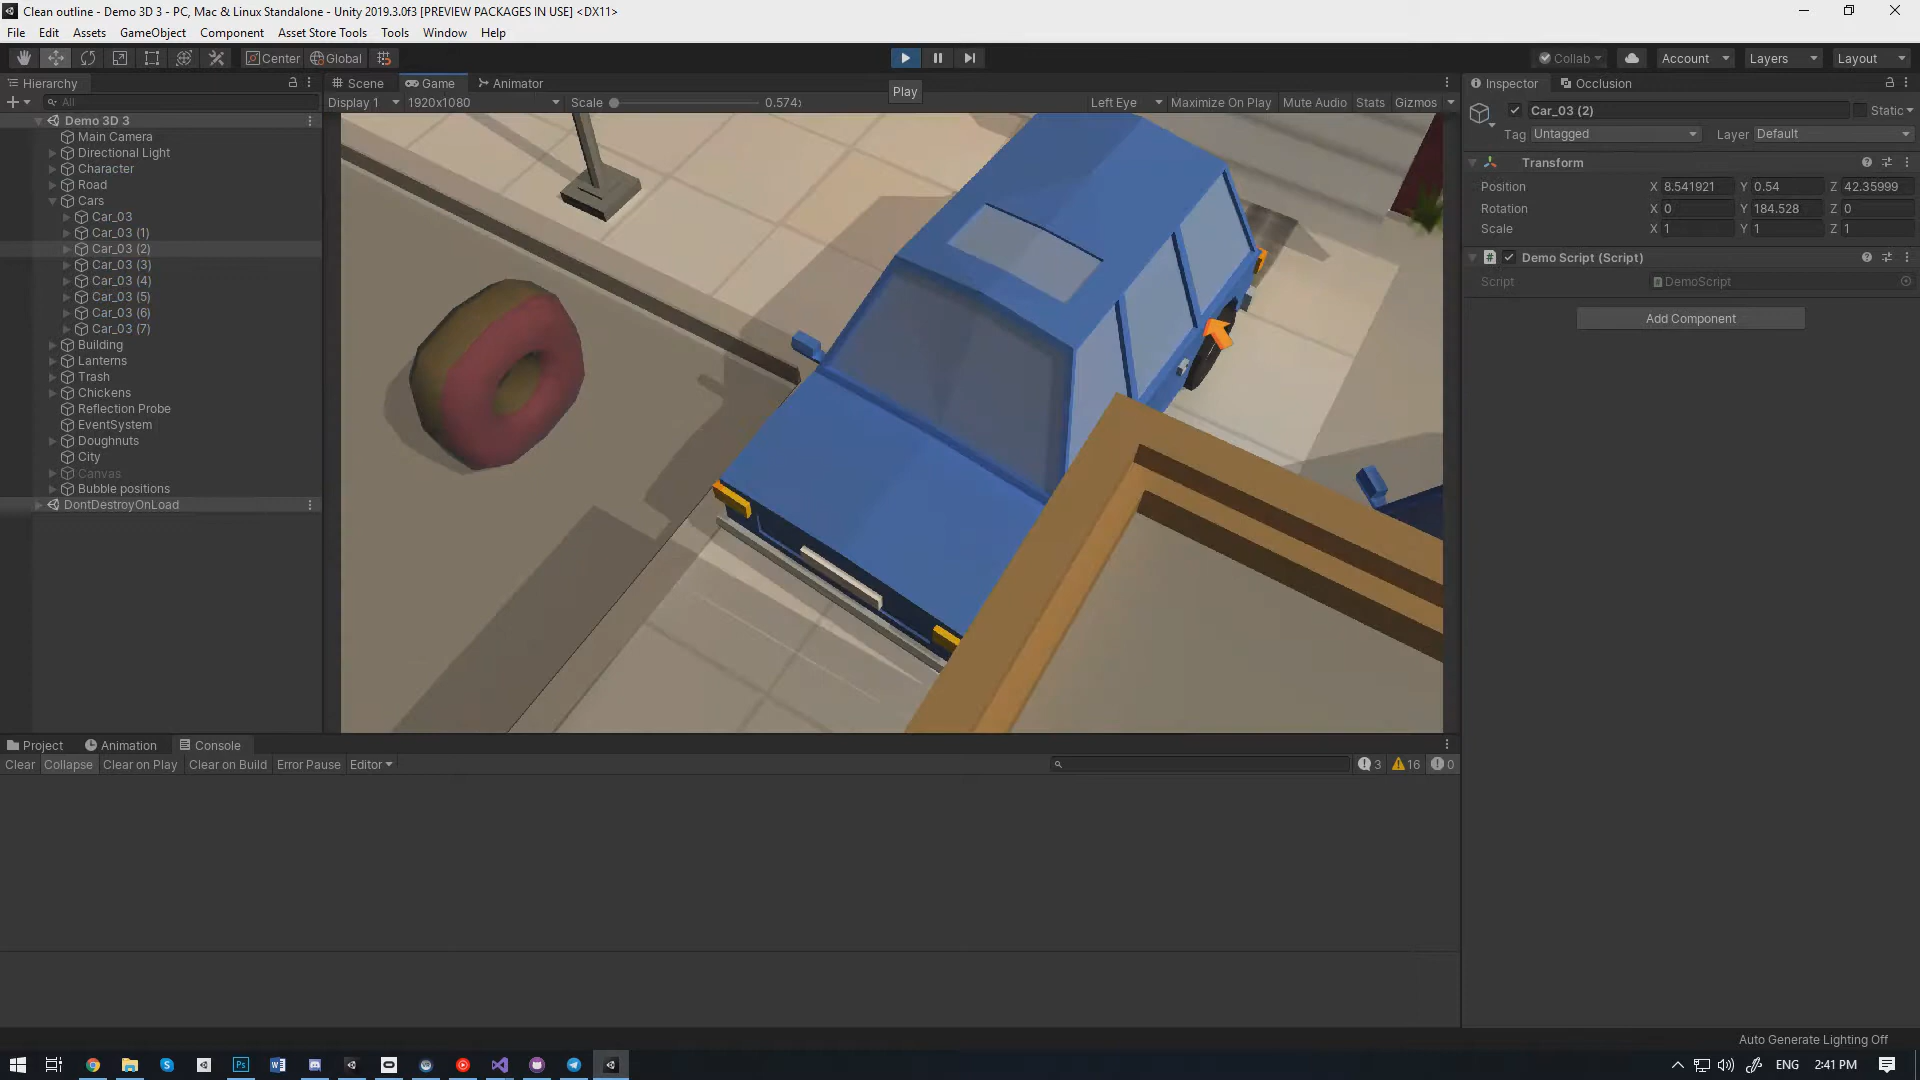 Clean outline - Demo 3D 3 - PC, Mac & Linux Standalone - Unity 2019.3.0f3 [PREVIEW PACKAGES IN USE] <DX11>
File Edit Assets GameObject Component Asset Store Tools Tools Window Help
Center Global Collab Account Layers Layout
Hierarchy Scene Game Animator Play Inspector Occlusion
All Display 1 1920x1080 Scale 0.574x Left Eye Maximize On Play Mute Audio Stats Gizmos
Car_03 (2) Static
Tag Untagged Layer Default
Transform
Position X 8.541921 Y 0.54 Z 42.35999
Rotation X 0 Y 184.528 Z 0
Scale X 1 Y 1 Z 1
Demo Script (Script)
Script DemoScript
Add Component
Demo 3D 3
Main Camera
Directional Light
Character
Road
Cars
Car_03
Car_03 (1)
Car_03 (2)
Car_03 (3)
Car_03 (4)
Car_03 (5)
Car_03 (6)
Car_03 (7)
Building
Lanterns
Trash
Chickens
Reflection Probe
EventSystem
Doughnuts
City
Canvas
Bubble positions
DontDestroyOnLoad
Project Animation Console
Clear Collapse Clear on Play Clear on Build Error Pause Editor 3 16 0
Auto Generate Lighting Off
ENG 2:41 PM